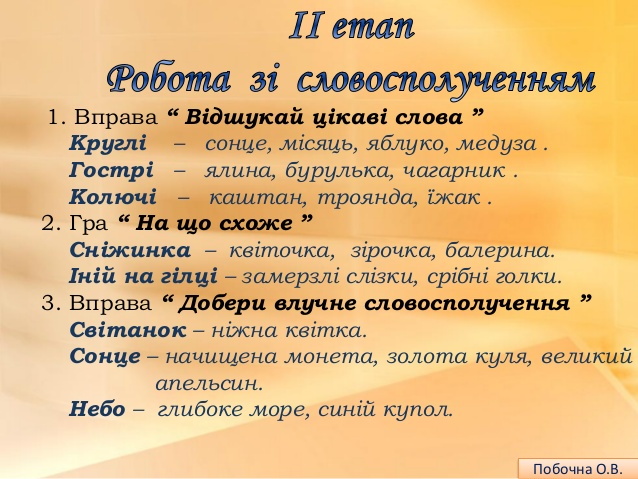 II етап
Робота зі словосполученням
1. Вправа “ Відшукай цікаві слова ”
Круглі – сонце, місяць, яблуко, медуза .
Гострі – ялина, бурулька, чагарник .
Колючі – каштан, троянда, їжак .
2. Гра “ На що схоже ”
Сніжинка – квіточка, зірочка, балерина.
Іній на гілці – замерзлі слізки, срібні голки.
3. Вправа “ Добери влучне словосполучення ”
Світанок – ніжна квітка.
Сонце – начищена монета, золота куля, великий
апельсин.
Небо – глибоке море, синій купол.
Побочна О.В.